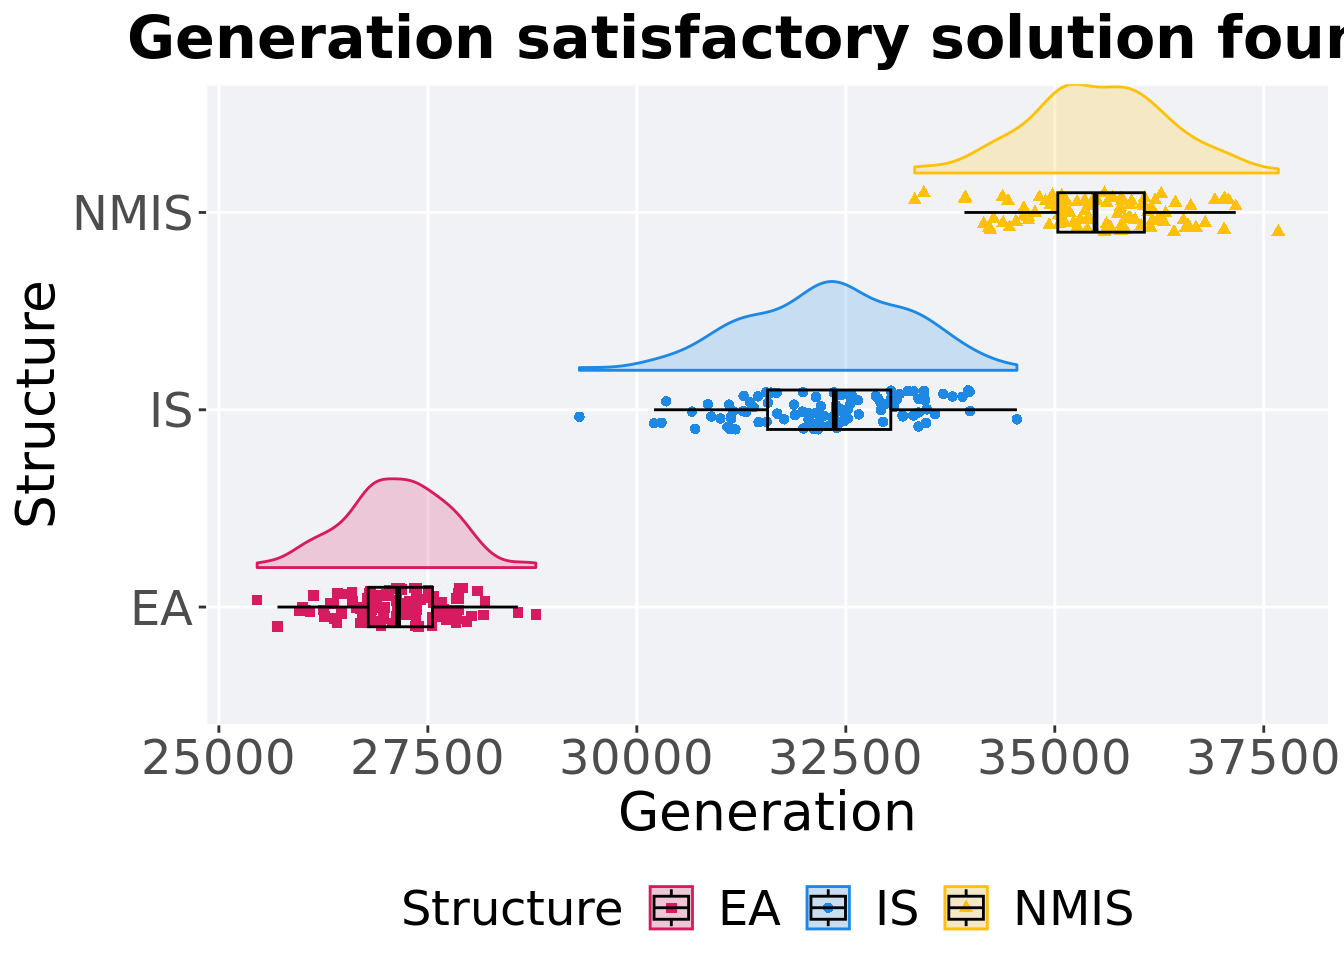 Generation satisfactory solution four
Structure
NMIS
IS
EA
25000 27500 30000 32500 35000 37500
Generation
Structure EA IS NMIS